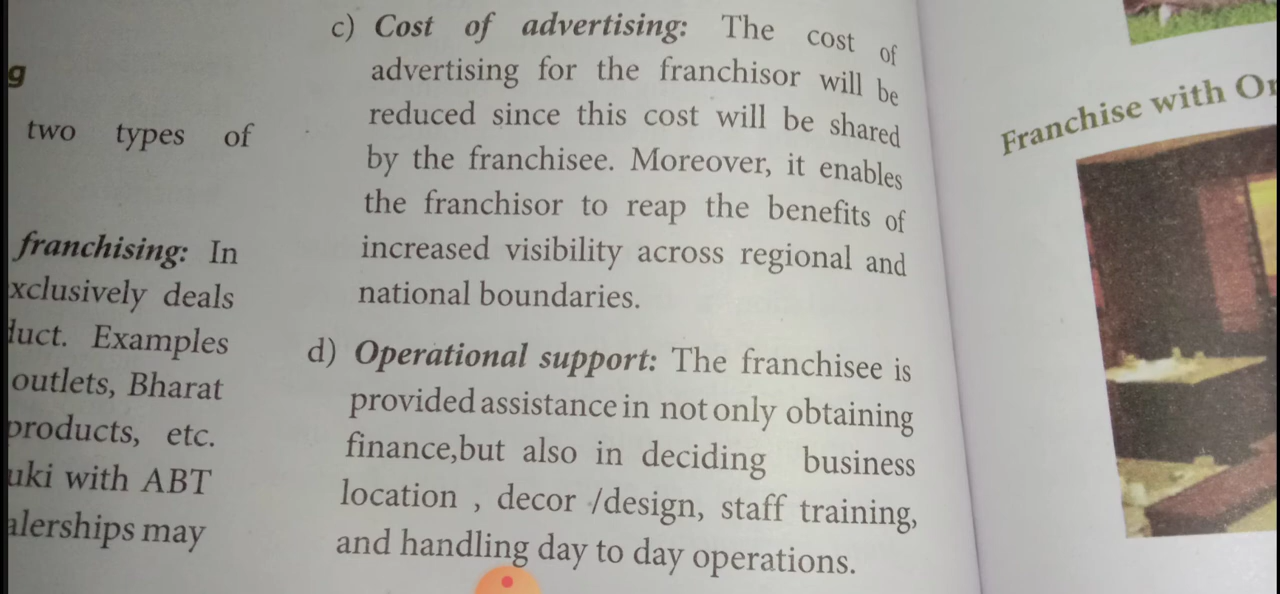 g
two types of
franchising: In
xclusively deals
duct. Examples
outlets, Bharat
products, etc.
uki with ABT
alerships may
c) Cost of advertising: The cost of
advertising for the franchisor will be
reduced since this cost will be shared
by the franchisee. Moreover, it enables
the franchisor to reap the benefits of
increased visibility across regional and
national boundaries.
d) Operational support: The franchisee is
provided assistance in not only obtaining
finance,but also in deciding business
location , decor /design, staff training,
and handling day to day operations.
Franchise with Or